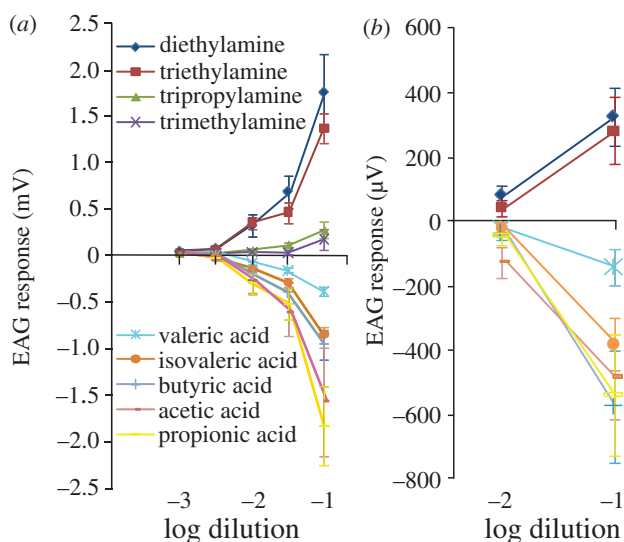 (a)
2.5
2.0
1.5
1.0
0.5
0
−0.5
−1.0
−1.5
−2.0
−2.5
EAG response (mV)
diethylamine
triethylamine
tripropylamine
trimethylamine
valeric acid
isovaleric acid
butyric acid
acetic acid
propionic acid
−3 −2 −1
log dilution
(b)
600
400
200
0
−200
−400
−600
−800
EAG response (µV)
−2 −1
log dilution